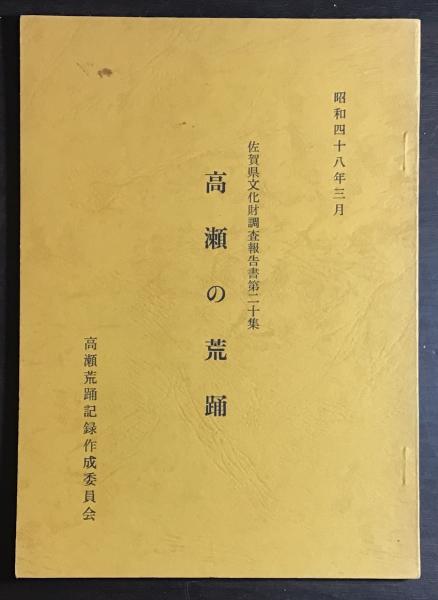 昭和四十八年三月
佐賀県文化財調査報告書第二十集
高瀬の荒踊
高瀬荒踊記録作成委員会